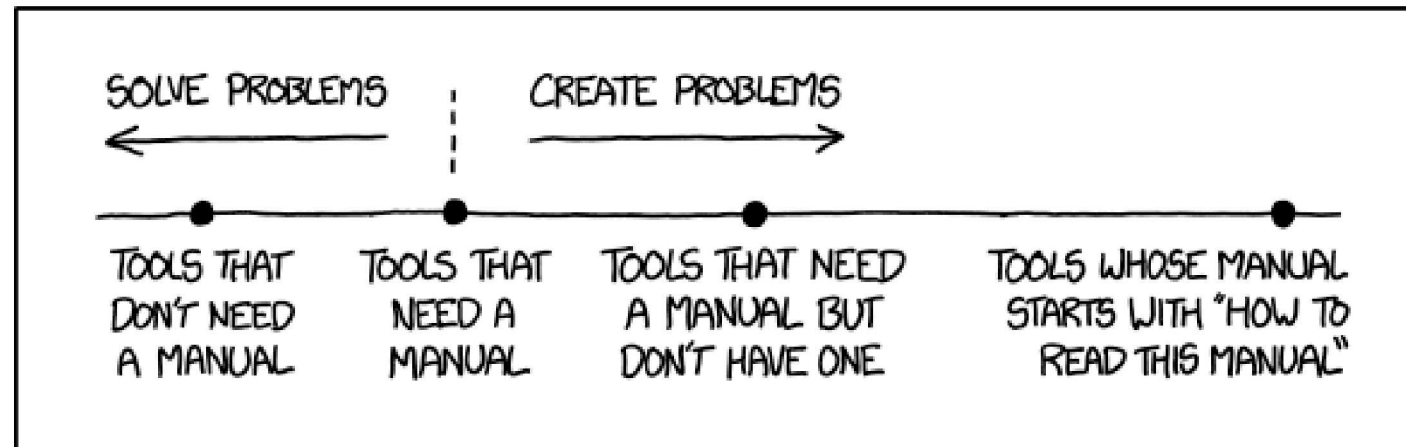 SOLVE PROBLEMS
CREATE PROBLEMS
TOOLS THAT
DON'T NEED
A MANUAL
TOOLS THAT
NEED A
MANUAL
TOOLS THAT NEED
A MANUAL BUT
DON'T HAVE ONE
TOOLS WHOSE MANUAL
STARTS WITH "HOW TO
READ THIS MANUAL"